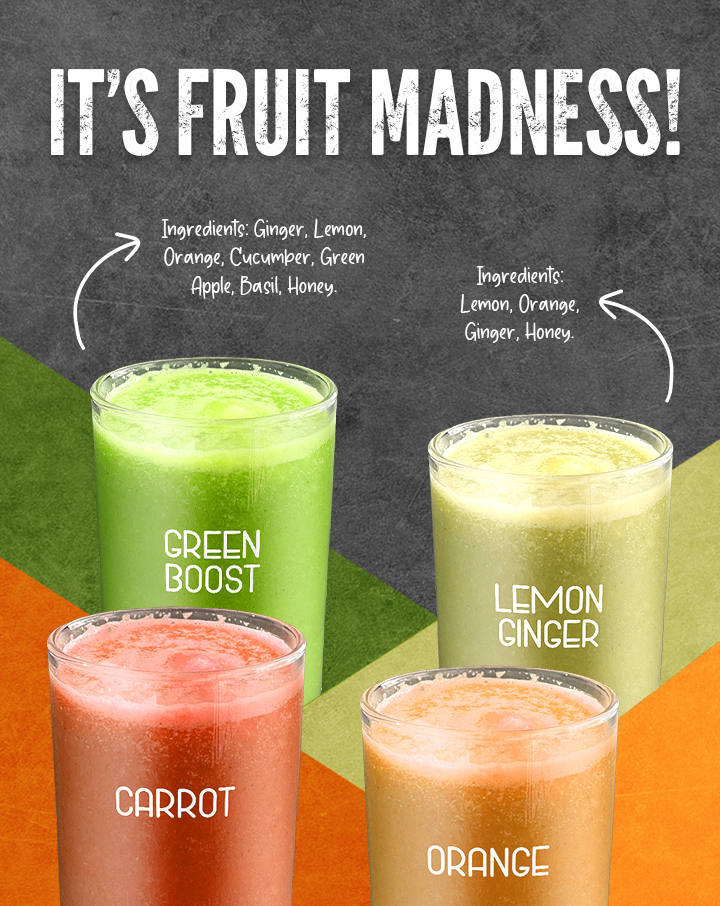 IT'S FRUIT MADNESS!
Ingredients: Ginger, Lemon,
Orange, Cucumber, Green
Apple, Basil, Honey.
Ingredients:
Lemon, Orange,
Ginger, Honey.
GREEN
BOOST
LEMON
GINGER
CARROT
ORANGE